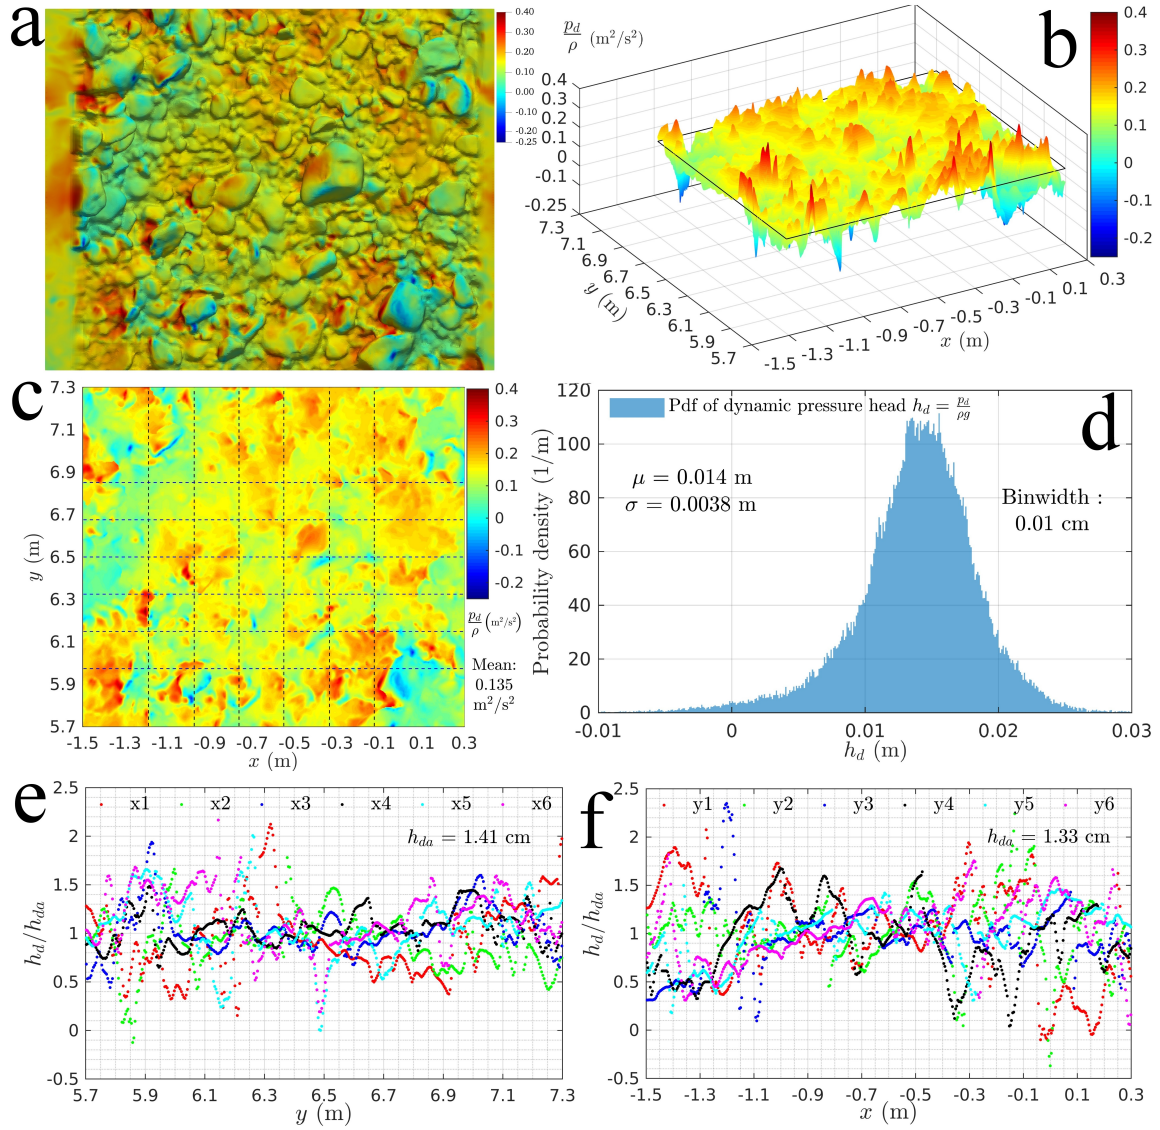 a
0.40
0.30
0.20
0.10
0.00
-0.10
-0.20
-0.25
b
p_d/ρ (m²/s²)
0.4
0.3
0.2
0.1
0
-0.1
-0.25
7.3
7.1
6.9
6.7
6.5
6.3
6.1
5.9
5.7
y (m)
-1.5
-1.3
-1.1
-0.9
-0.7
-0.5
-0.3
-0.1
0.1
0.3
x (m)
0.4
0.3
0.2
0.1
0
-0.1
-0.2
c
7.3
7.1
6.9
6.7
6.5
6.3
6.1
5.9
5.7
y (m)
-1.5 -1.3 -1.1 -0.9 -0.7 -0.5 -0.3 -0.1 0.1 0.3
x (m)
0.4
0.3
0.2
0.1
0
-0.1
-0.2
p_d/ρ (m²/s²)
Mean:
0.135
m²/s²
d
Pdf of dynamic pressure head h_d = p_d/ρg
μ = 0.014 m
σ = 0.0038 m
Binwidth :
0.01 cm
120
100
80
60
40
20
0
Probability density (1/m)
-0.01 0 0.01 0.02 0.03
h_d (m)
e
x1 x2 x3 x4 x5 x6
h_da = 1.41 cm
2.5
2
1.5
1
0.5
0
-0.5
h_d/h_da
5.7 5.9 6.1 6.3 6.5 6.7 6.9 7.1 7.3
y (m)
f
y1 y2 y3 y4 y5 y6
h_da = 1.33 cm
2.5
2
1.5
1
0.5
0
-0.5
h_d/h_da
-1.5 -1.3 -1.1 -0.9 -0.7 -0.5 -0.3 -0.1 0.1 0.3
x (m)